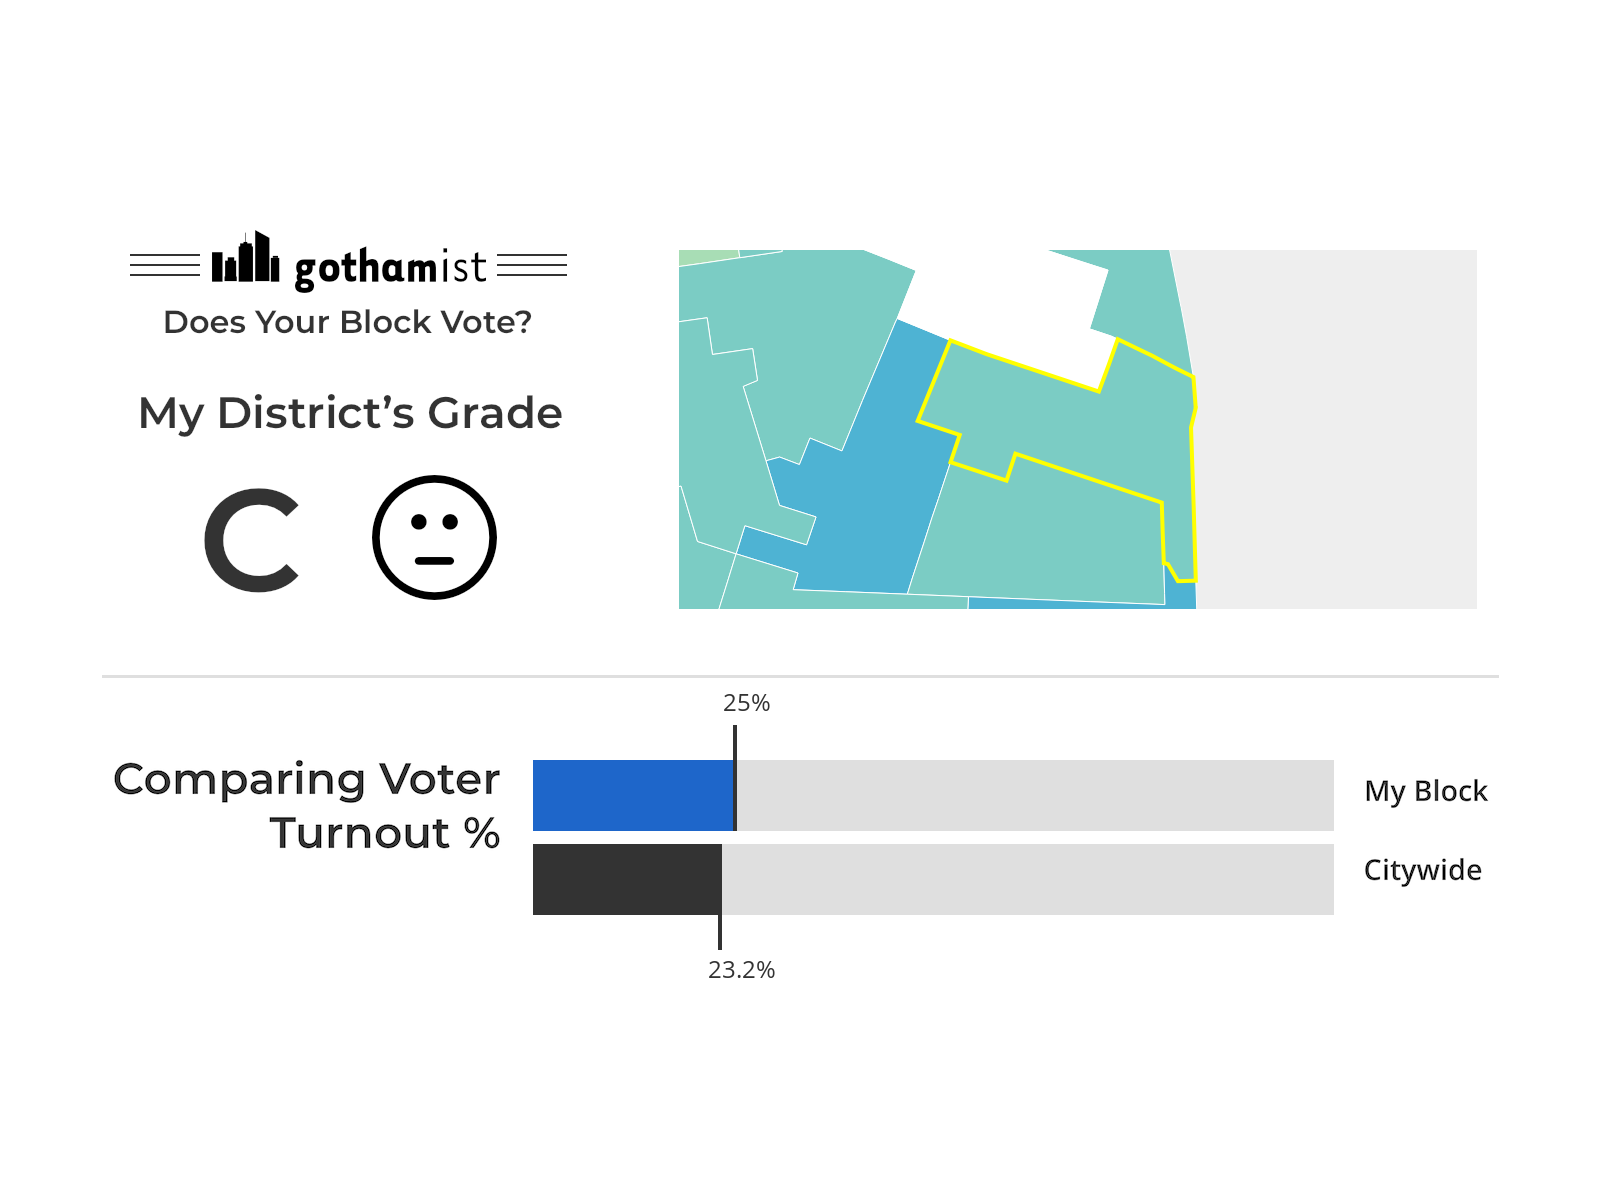 gothamist
Does Your Block Vote?
My District's Grade
C
25%
Comparing Voter
Turnout %
My Block
Citywide
23.2%